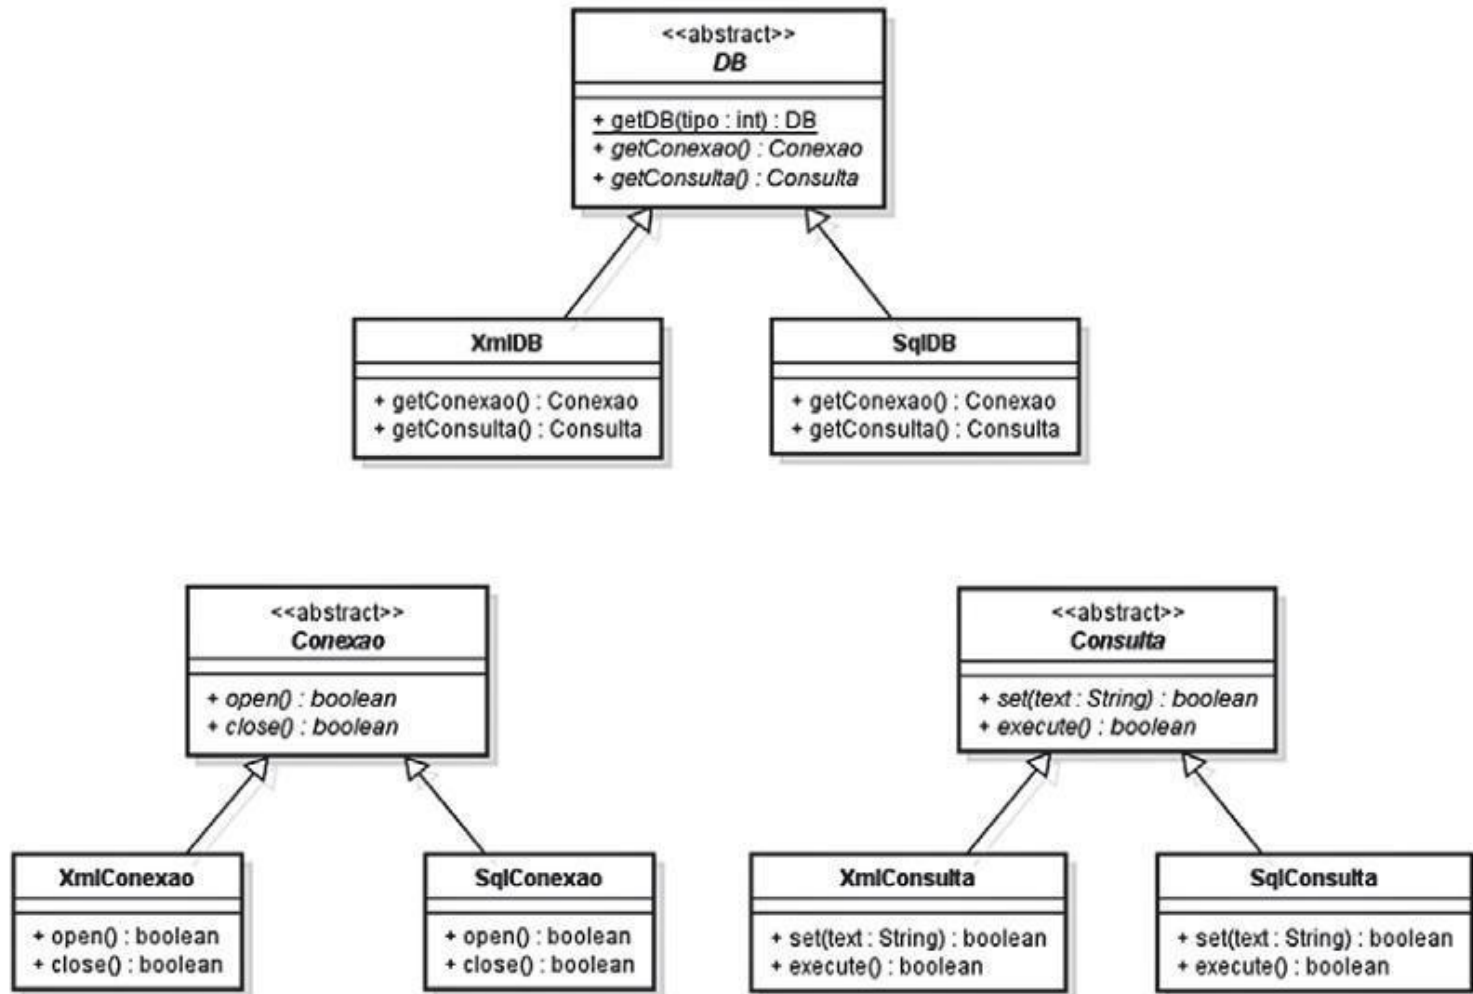 <<abstract>>
DB
+ getDB(tipo : int) : DB
+ getConexao() : Conexao
+ getConsulta() : Consulta
XmlDB
+ getConexao() : Conexao
+ getConsulta() : Consulta
SqlDB
+ getConexao() : Conexao
+ getConsulta() : Consulta
<<abstract>>
Conexao
+ open() : boolean
+ close() : boolean
<<abstract>>
Consulta
+ set(text : String) : boolean
+ execute() : boolean
XmlConexao
+ open() : boolean
+ close() : boolean
SqlConexao
+ open() : boolean
+ close() : boolean
XmlConsulta
+ set(text : String) : boolean
+ execute() : boolean
SqlConsulta
+ set(text : String) : boolean
+ execute() : boolean